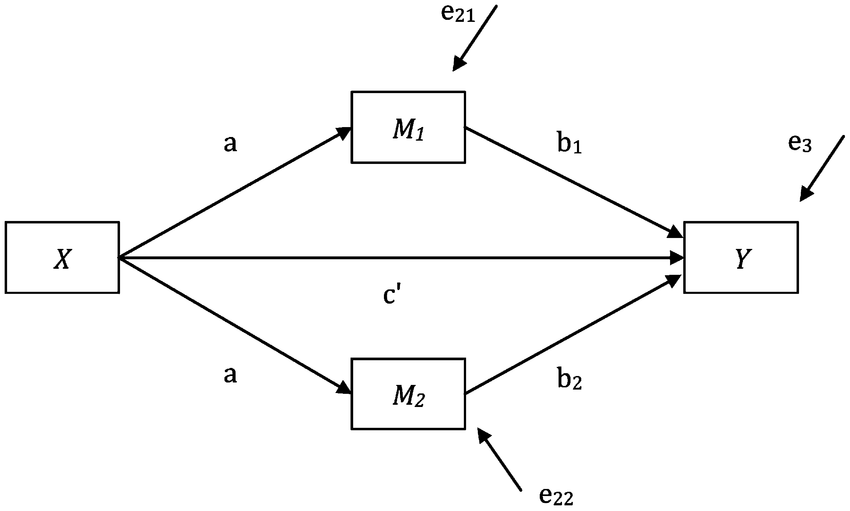 e₂₁
M₁
a
b₁
e₃
X
Y
c'
a
M₂
b₂
e₂₂